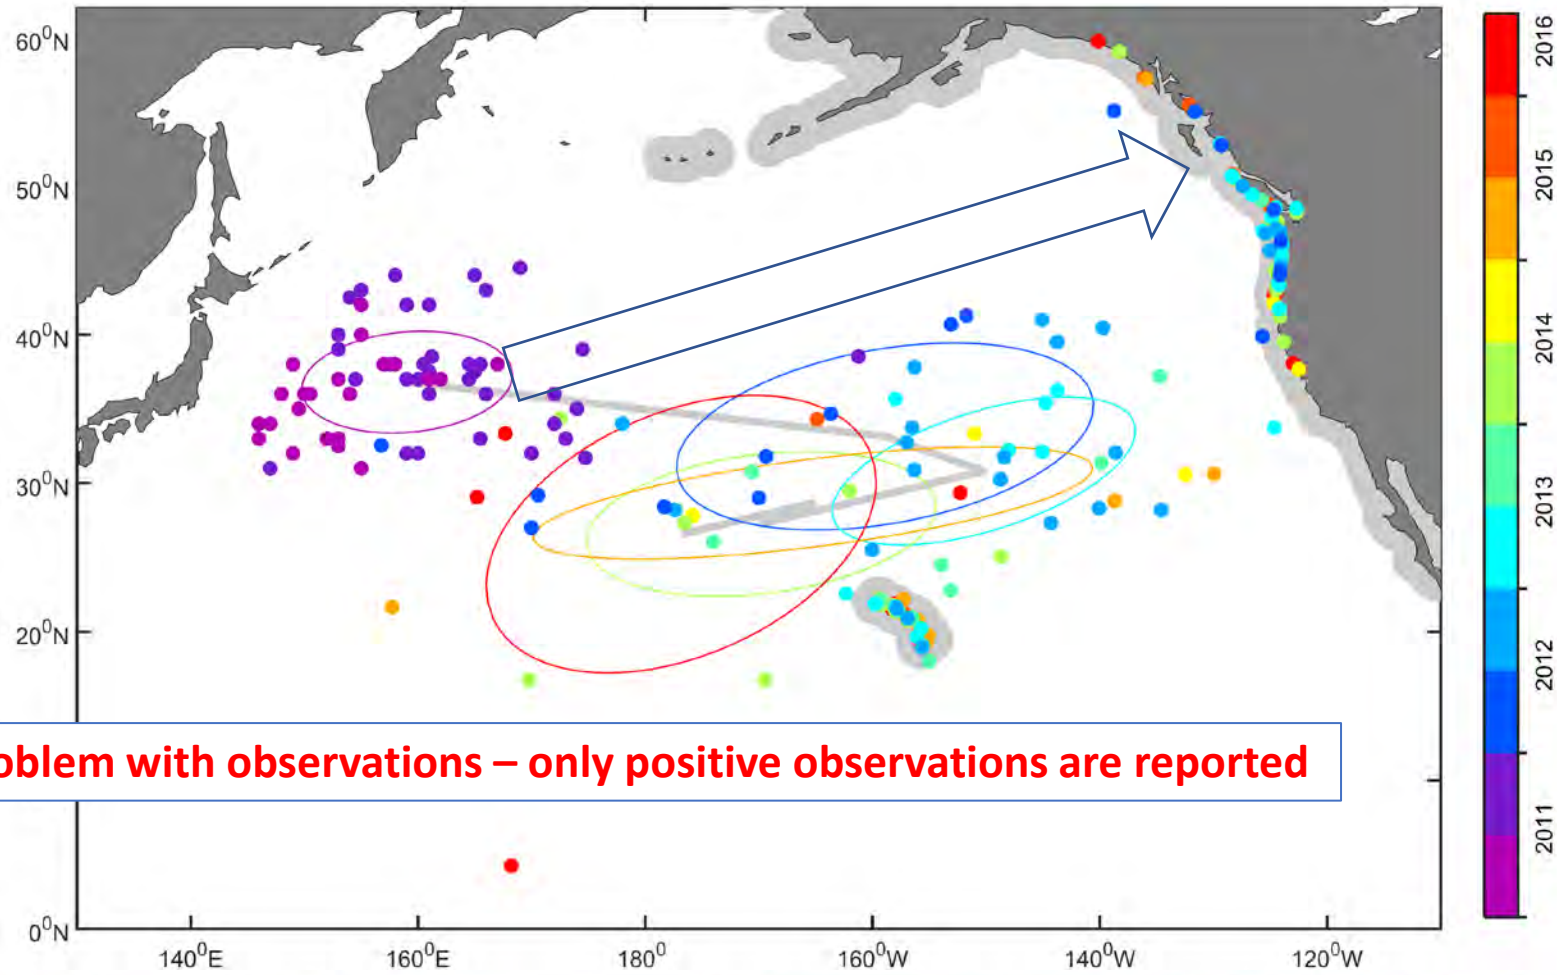 60⁰N
50⁰N
40⁰N
30⁰N
20⁰N
oblem with observations – only positive observations are reported
0⁰N
140⁰E
160⁰E
180⁰
160⁰W
140⁰W
120⁰W
2016
2015
2014
2013
2012
2011